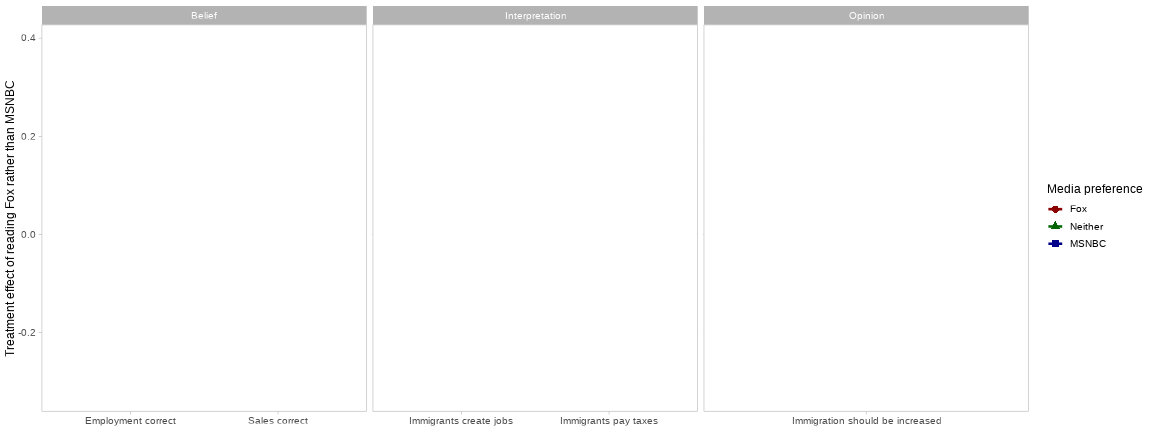 Belief
Interpretation
Opinion
Treatment effect of reading Fox rather than MSNBC
0.4
0.2
0.0
-0.2
Employment correct
Sales correct
Immigrants create jobs
Immigrants pay taxes
Immigration should be increased
Media preference
Fox
Neither
MSNBC